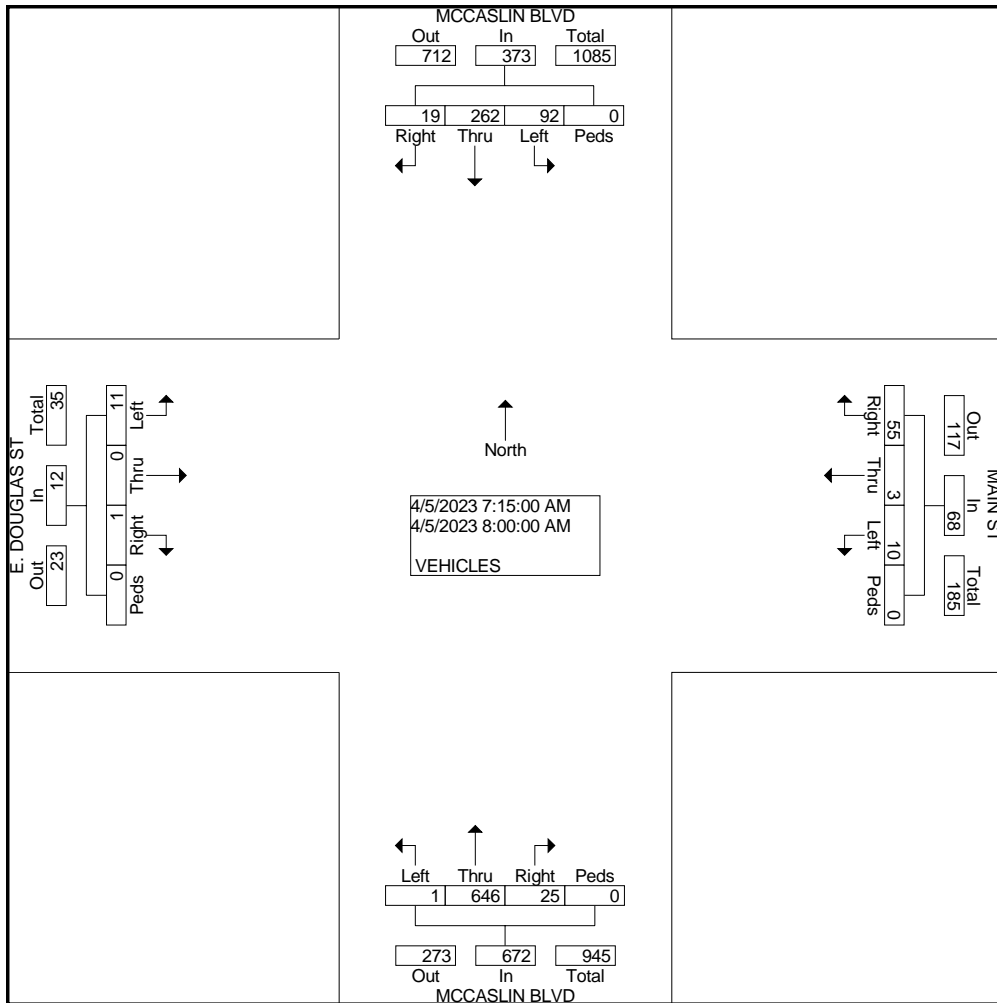 MCCASLIN BLVD
Out In Total
712 373 1085
19 262 92 0
Right Thru Left Peds
E. DOUGLAS ST
Total In Out
35 12 23
11 0 1 0
Left Thru Right Peds
North
4/5/2023 7:15:00 AM
4/5/2023 8:00:00 AM
VEHICLES
MAIN ST
Out In Total
117 68 185
55 3 10 0
Right Thru Left Peds
Left Thru Right Peds
1 646 25 0
273 672 945
Out In Total
MCCASLIN BLVD